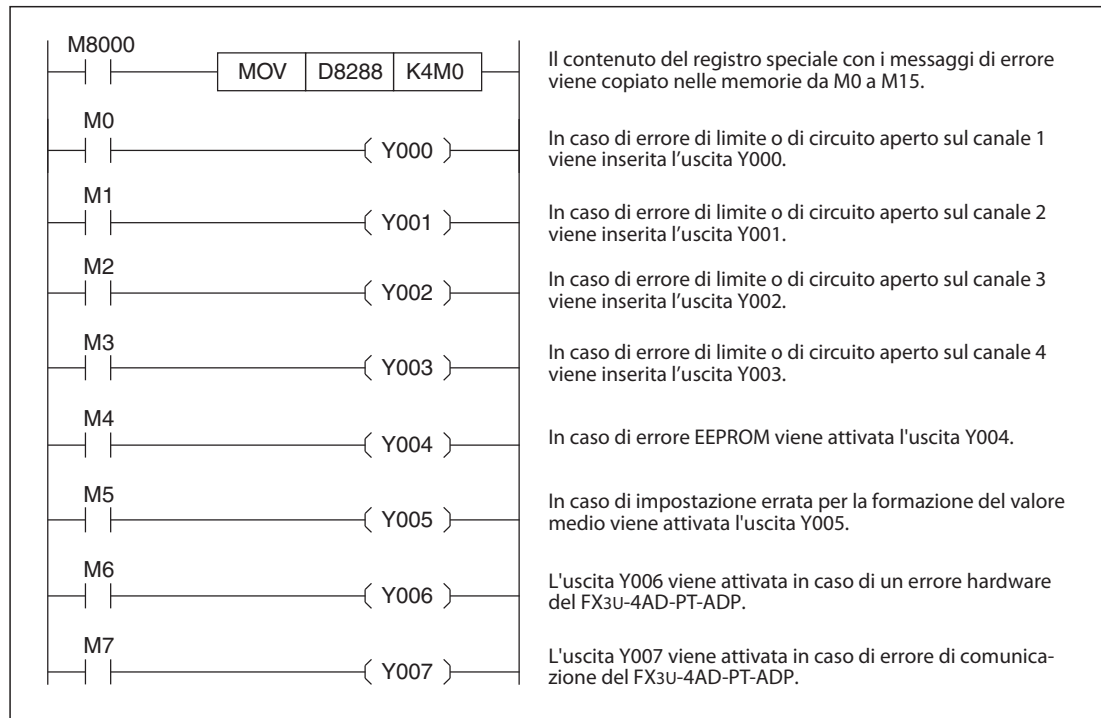 M8000
MOV D8288 K4M0
Il contenuto del registro speciale con i messaggi di errore
viene copiato nelle memorie da M0 a M15.
M0
Y000
In caso di errore di limite o di circuito aperto sul canale 1
viene inserita l’uscita Y000.
M1
Y001
In caso di errore di limite o di circuito aperto sul canale 2
viene inserita l’uscita Y001.
M2
Y002
In caso di errore di limite o di circuito aperto sul canale 3
viene inserita l’uscita Y002.
M3
Y003
In caso di errore di limite o di circuito aperto sul canale 4
viene inserita l’uscita Y003.
M4
Y004
In caso di errore EEPROM viene attivata l'uscita Y004.
M5
Y005
In caso di impostazione errata per la formazione del valore
medio viene attivata l'uscita Y005.
M6
Y006
L'uscita Y006 viene attivata in caso di un errore hardware
del FX3U-4AD-PT-ADP.
M7
Y007
L'uscita Y007 viene attivata in caso di errore di comunica-
zione del FX3U-4AD-PT-ADP.